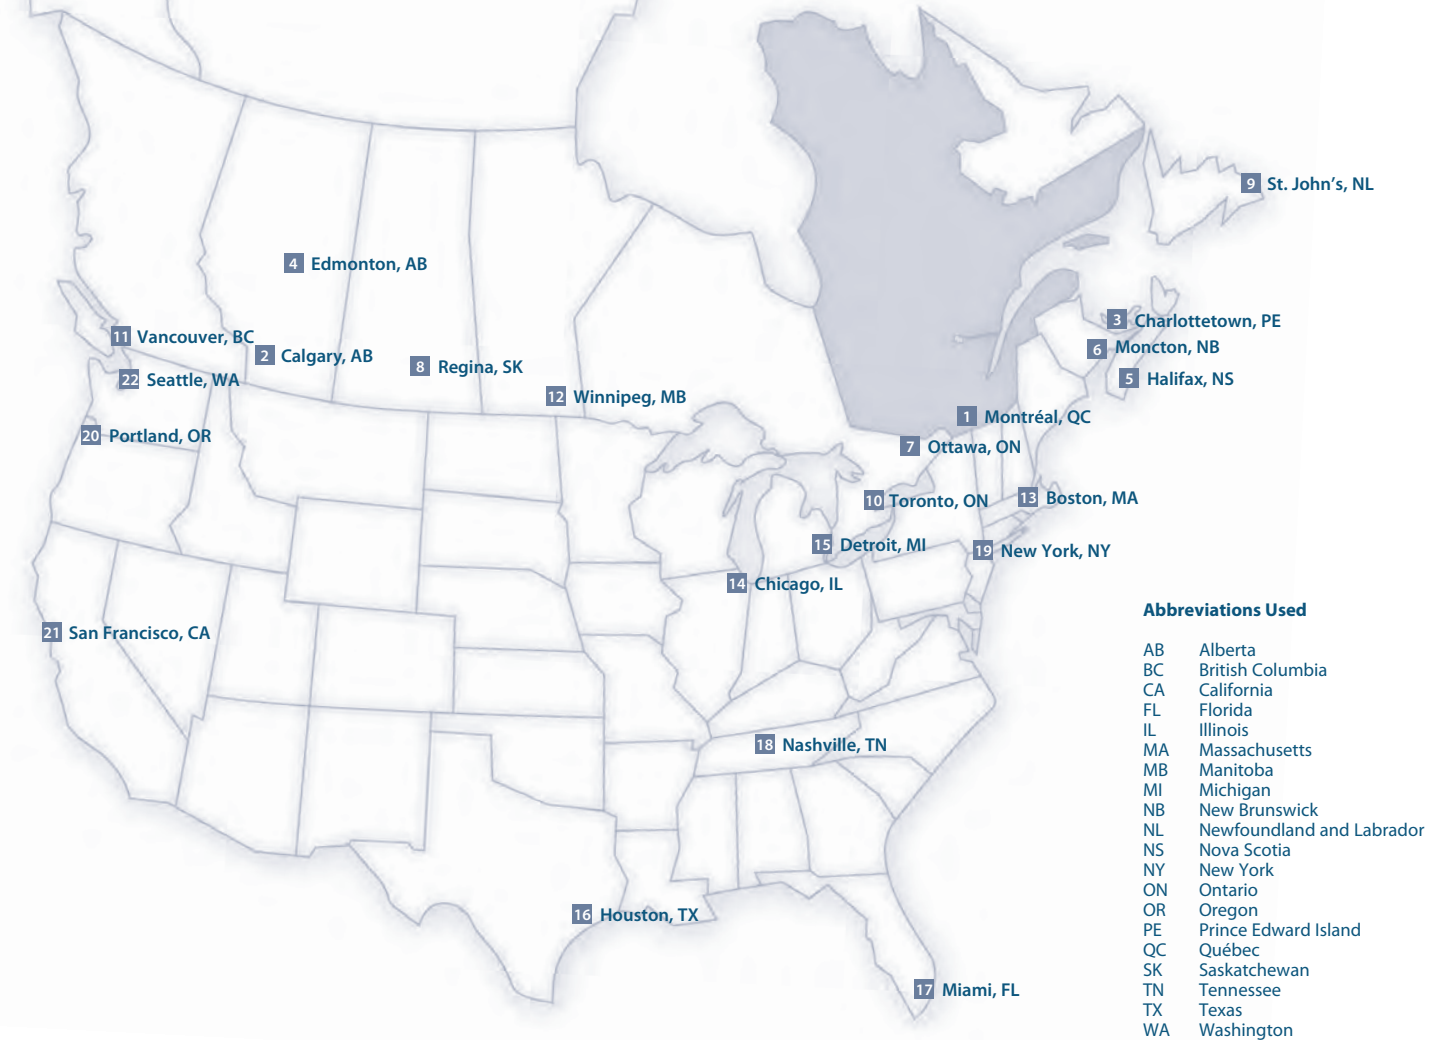 9 St. John's, NL
4 Edmonton, AB
3 Charlottetown, PE
11 Vancouver, BC
6 Moncton, NB
2 Calgary, AB
8 Regina, SK
22 Seattle, WA
5 Halifax, NS
12 Winnipeg, MB
1 Montréal, QC
20 Portland, OR
7 Ottawa, ON
13 Boston, MA
10 Toronto, ON
15 Detroit, MI
19 New York, NY
14 Chicago, IL
21 San Francisco, CA
18 Nashville, TN
16 Houston, TX
17 Miami, FL
Abbreviations Used
AB Alberta
BC British Columbia
CA California
FL Florida
IL Illinois
MA Massachusetts
MB Manitoba
MI Michigan
NB New Brunswick
NL Newfoundland and Labrador
NS Nova Scotia
NY New York
ON Ontario
OR Oregon
PE Prince Edward Island
QC Québec
SK Saskatchewan
TN Tennessee
TX Texas
WA Washington